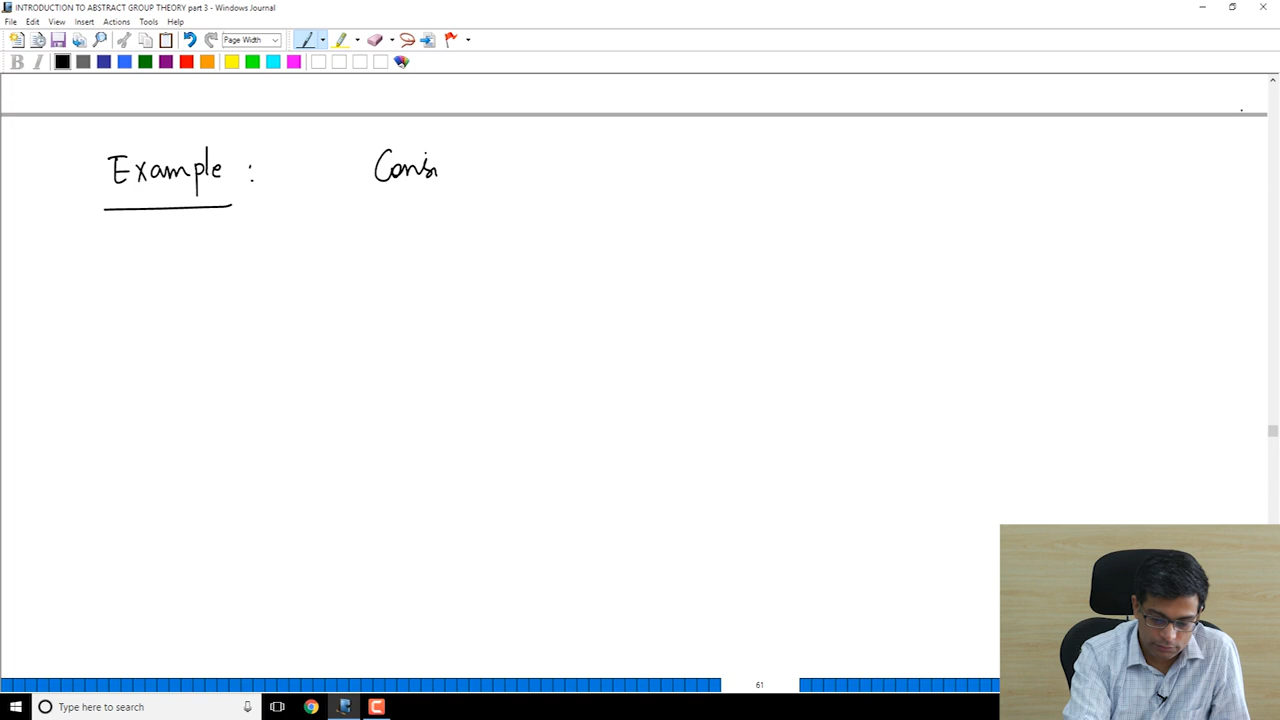 INTRODUCTION TO ABSTRACT GROUP THEORY part 3 - Windows Journal
File Edit View Insert Actions Tools Help
Page Width
B I
Example : Consi
61
Type here to search